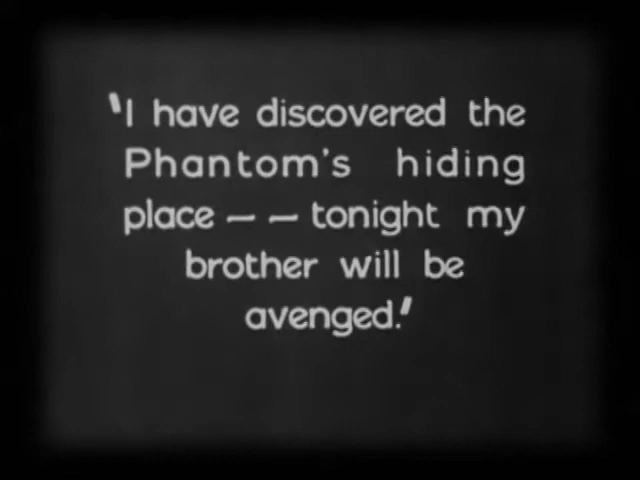 "I have discovered the
Phantom's hiding
place — — tonight my
brother will be
avenged."